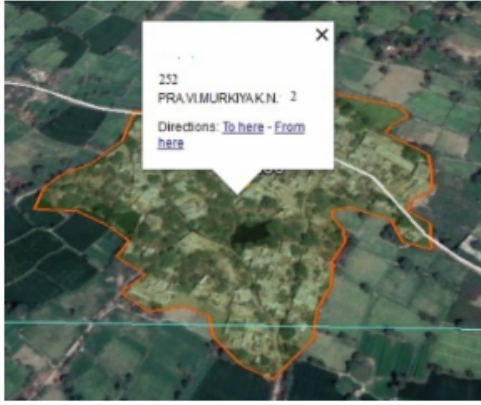 252
PRA.VI.MURKIYA K.N. 2
Directions: To here - From
here